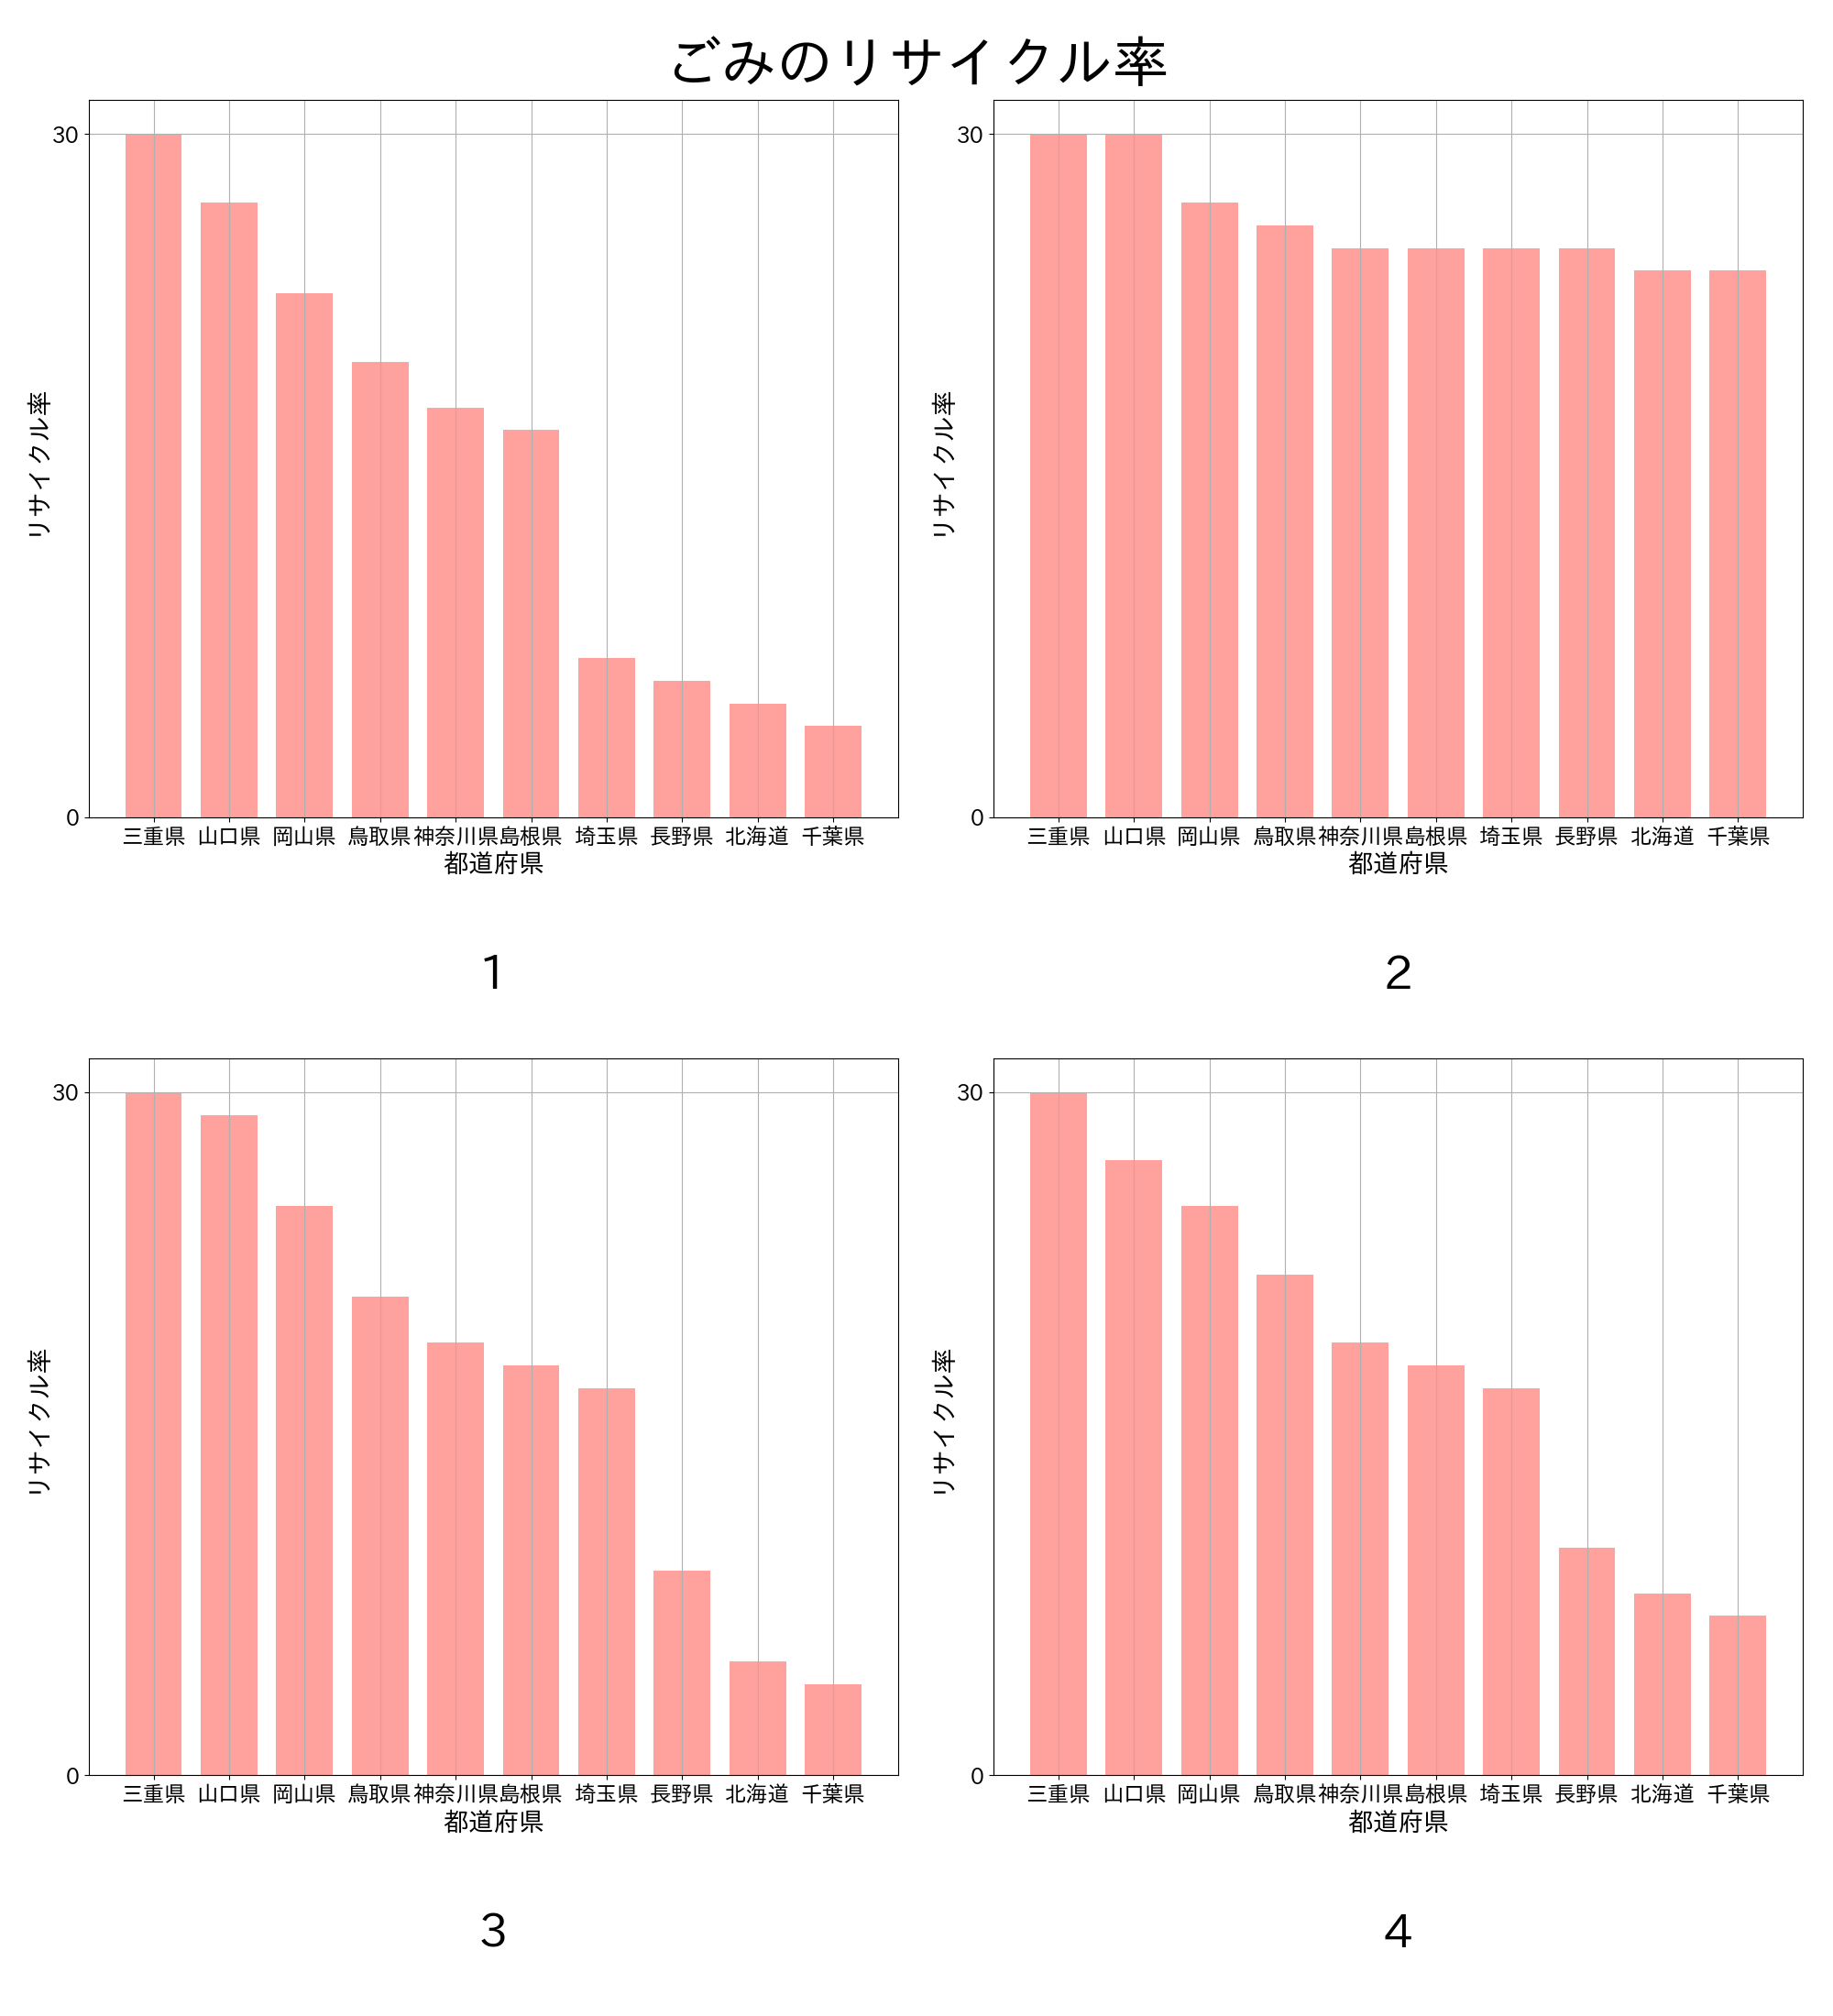 ごみのリサイクル率
30
0
リサイクル率
三重県 山口県 岡山県 鳥取県 神奈川県 島根県 埼玉県 長野県 北海道 千葉県
都道府県
1
30
0
リサイクル率
三重県 山口県 岡山県 鳥取県 神奈川県 島根県 埼玉県 長野県 北海道 千葉県
都道府県
2
30
0
リサイクル率
三重県 山口県 岡山県 鳥取県 神奈川県 島根県 埼玉県 長野県 北海道 千葉県
都道府県
3
30
0
リサイクル率
三重県 山口県 岡山県 鳥取県 神奈川県 島根県 埼玉県 長野県 北海道 千葉県
都道府県
4